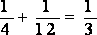 1/4 + 1/12 = 1/3